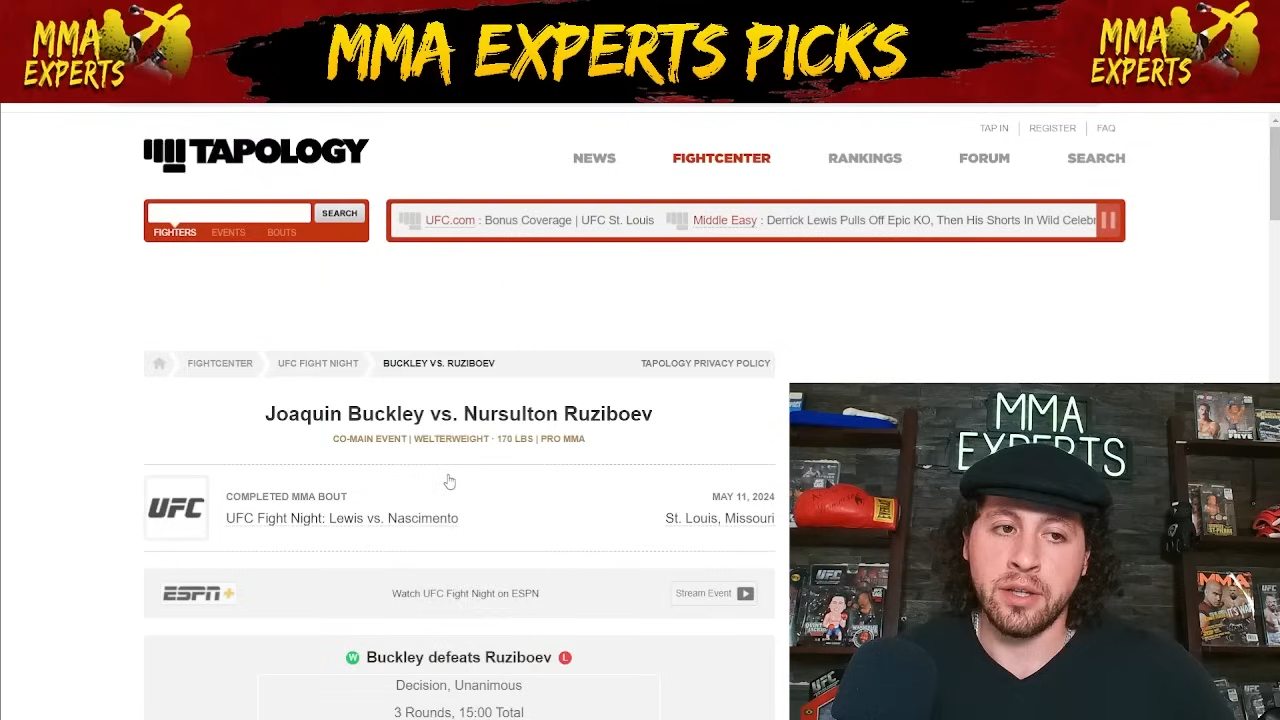 MMA EXPERTS
MMA EXPERTS PICKS
MMA EXPERTS
TAP IN REGISTER FAQ
TAPOLOGY
NEWS FIGHTCENTER RANKINGS FORUM SEARCH
SEARCH
FIGHTERS EVENTS BOUTS
UFC.com : Bonus Coverage | UFC St. Louis Middle Easy : Derrick Lewis Pulls Off Epic KO, Then His Shorts In Wild Celebr
FIGHTCENTER UFC FIGHT NIGHT BUCKLEY VS. RUZIBOEV TAPOLOGY PRIVACY POLICY
Joaquin Buckley vs. Nursulton Ruziboev
CO-MAIN EVENT | WELTERWEIGHT · 170 LBS | PRO MMA
UFC
COMPLETED MMA BOUT MAY 11, 2024
UFC Fight Night: Lewis vs. Nascimento St. Louis, Missouri
ESPN+ Watch UFC Fight Night on ESPN Stream Event
W Buckley defeats Ruziboev L
Decision, Unanimous
3 Rounds, 15:00 Total
MMA
EXPERTS
FRYE
UFC
MMA
UFC